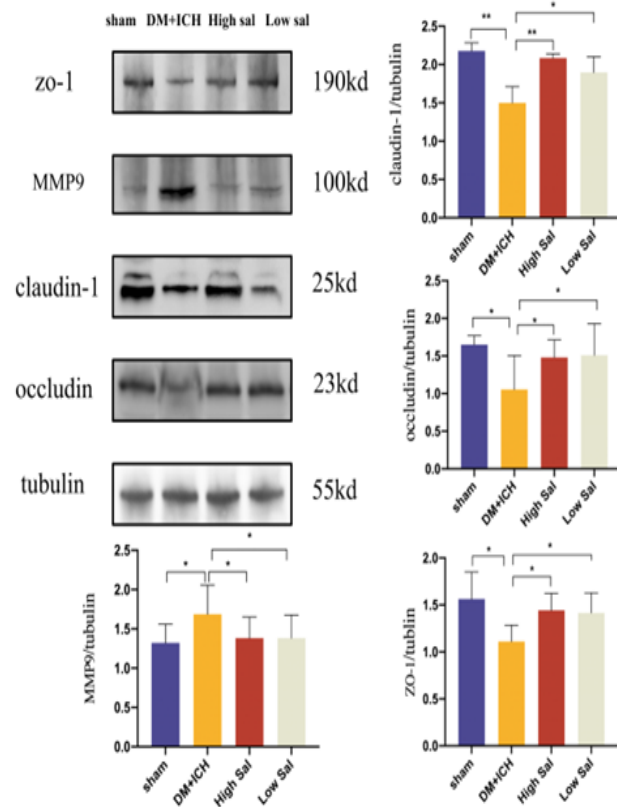 sham DM+ICH High sal Low sal
zo-1 190kd
MMP9 100kd
claudin-1 25kd
occludin 23kd
tubulin 55kd
claudin-1/tubulin
2.5
2.0
1.5
1.0
0.5
0.0
** ** *
sham DM+ICH High Sal Low Sal
occludin/tubulin
2.5
2.0
1.5
1.0
0.5
0.0
* * *
sham DM+ICH High Sal Low Sal
MMP9/tubulin
2.5
2.0
1.5
1.0
0.5
0.0
* * *
sham DM+ICH High Sal Low Sal
ZO-1/tublin
2.0
1.5
1.0
0.5
0.0
* * *
sham DM+ICH High Sal Low Sal